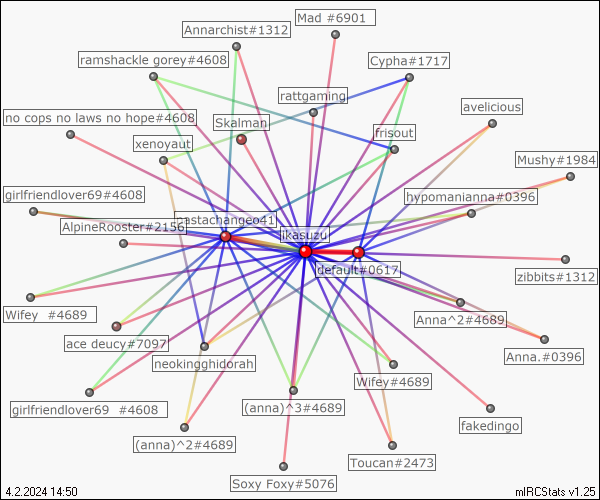 Mad #6901
Annarchist#1312
ramshackle gorey#4608
Cypha#1717
rattgaming
avelicious
no cops no laws no hope#4608
Skalman
frisout
xenoyaut
Mushy#1984
girlfriendlover69#4608
hypomanianna#0396
castachangeo41
AlpineRooster#2156
ikasuzu
default#0617
zibbits#1312
Wifey #4689
Anna^2#4689
ace deucy#7097
Anna.#0396
neokingghidorah
Wifey#4689
girlfriendlover69 #4608
(anna)^3#4689
fakedingo
(anna)^2#4689
Toucan#2473
Soxy Foxy#5076
4.2.2024 14:50
mIRCStats v1.25